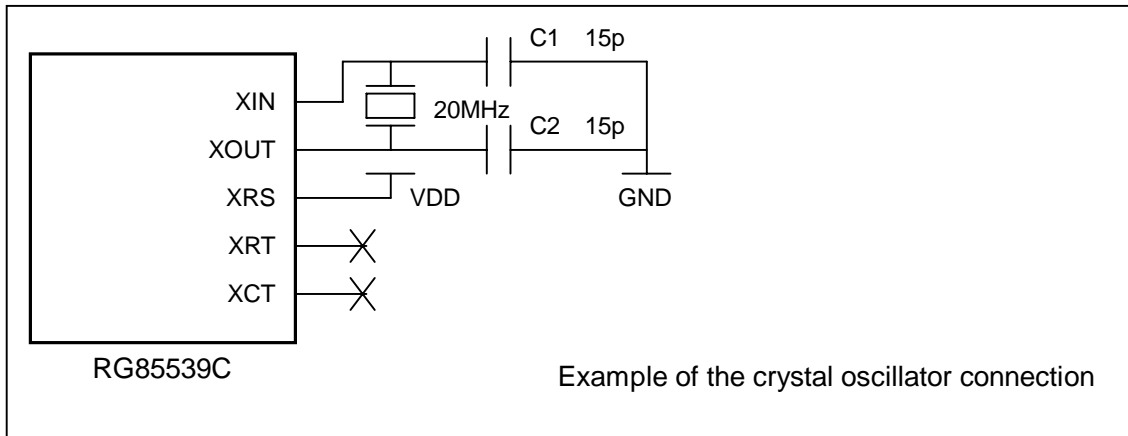 C1 15p
XIN
20MHz
C2 15p
XOUT
XRS
VDD
GND
XRT
XCT
RG85539C
Example of the crystal oscillator connection